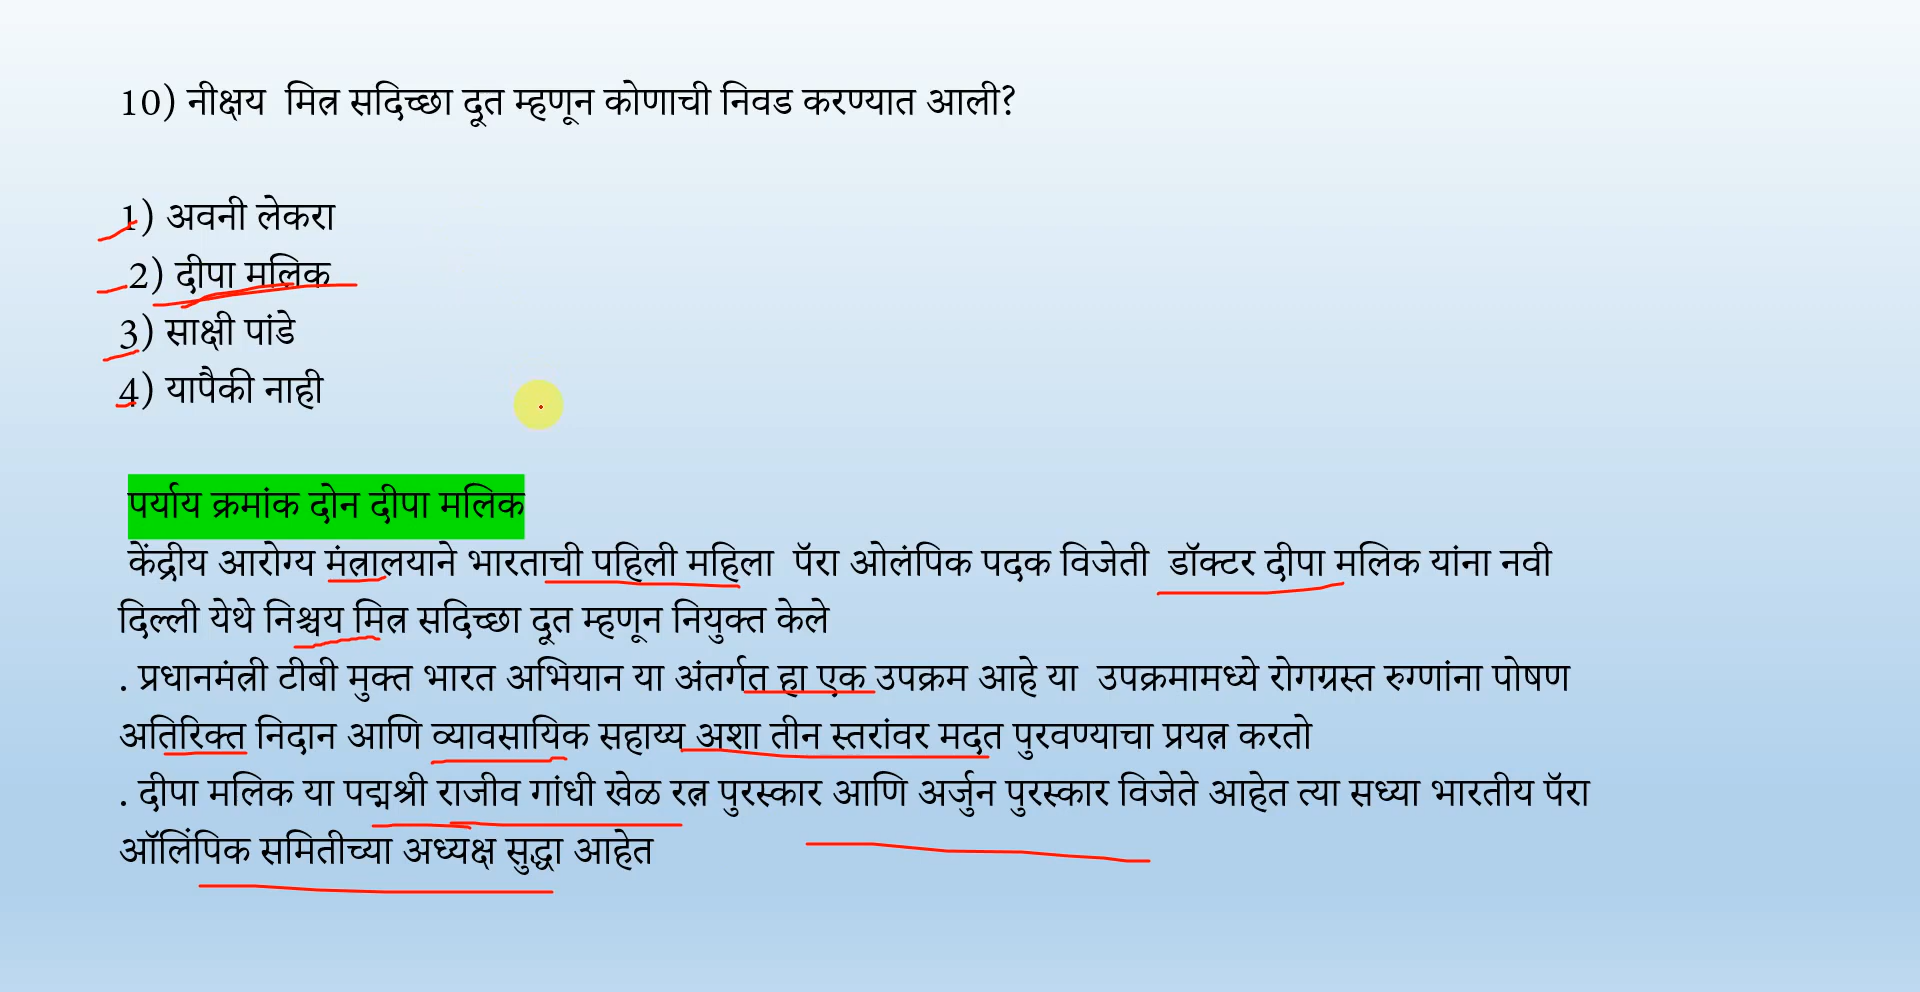 10) नीक्षय मित्र सदिच्छा दूत म्हणून कोणाची निवड करण्यात आली?
1) अवनी लेकरा
2) दीपा मलिक
3) साक्षी पांडे
4) यापैकी नाही
पर्याय क्रमांक दोन दीपा मलिक
केंद्रीय आरोग्य मंत्रालयाने भारताची पहिली महिला पॅरा ओलंपिक पदक विजेती डॉक्टर दीपा मलिक यांना नवी
दिल्ली येथे निश्चय मित्र सदिच्छा दूत म्हणून नियुक्त केले
. प्रधानमंत्री टीबी मुक्त भारत अभियान या अंतर्गत हा एक उपक्रम आहे या उपक्रमामध्ये रोगग्रस्त रुग्णांना पोषण
अतिरिक्त निदान आणि व्यावसायिक सहाय्य अशा तीन स्तरांवर मदत पुरवण्याचा प्रयत्न करतो
. दीपा मलिक या पद्मश्री राजीव गांधी खेळ रत्न पुरस्कार आणि अर्जुन पुरस्कार विजेते आहेत त्या सध्या भारतीय पॅरा
ऑलिंपिक समितीच्या अध्यक्ष सुद्धा आहेत